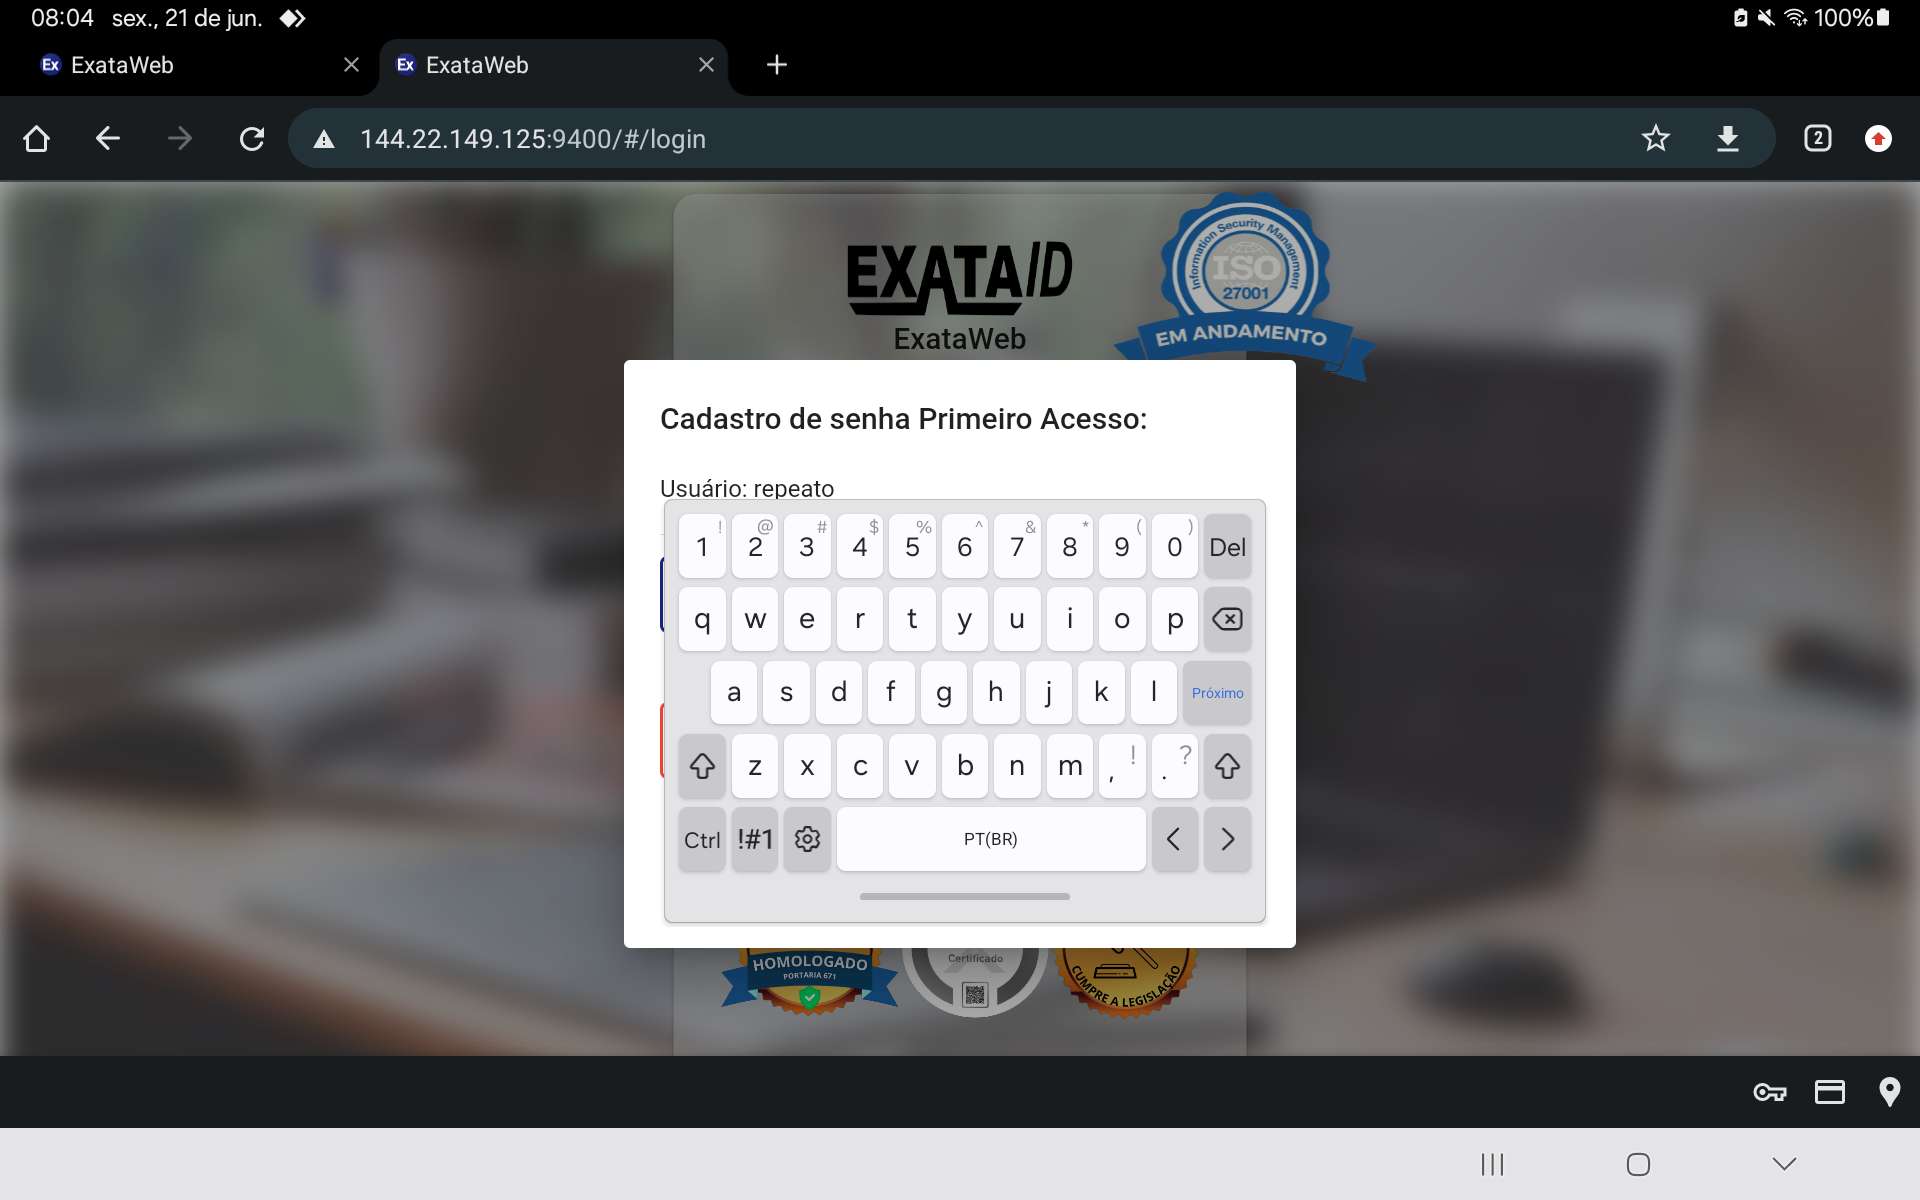 08:04 sex., 21 de jun. 100%
Ex ExataWeb
Ex ExataWeb
144.22.149.125:9400/#/login 2
EXATA ID
ExataWeb
Information Security Management
ISO
27001
EM ANDAMENTO
Cadastro de senha Primeiro Acesso:
Usuário: repeato
! @ # $ % ^ & * ( )
1 2 3 4 5 6 7 8 9 0 Del
q w e r t y u i o p
a s d f g h j k l Próximo
z x c v b n m , ! . ?
Ctrl !#1 PT(BR) < >
HOMOLOGADO
PORTARIA 671
Certificado
CUMPRE A LEGISLAÇÃO